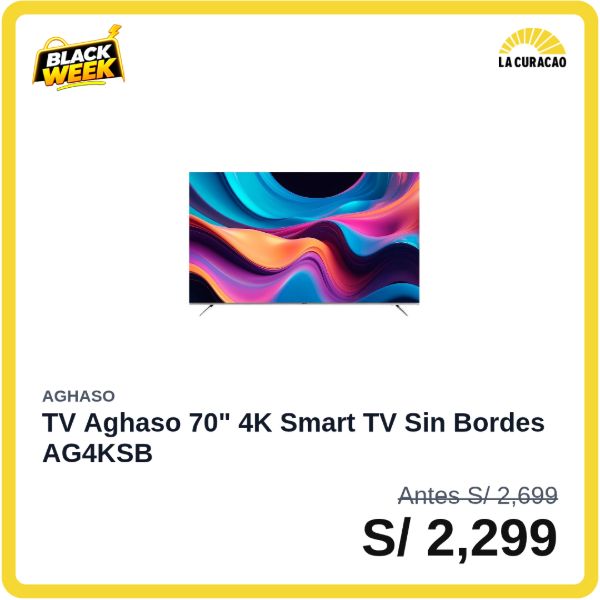 BLACK
WEEK
LA CURACAO
AGHASO
TV Aghaso 70" 4K Smart TV Sin Bordes
AG4KSB
Antes S/ 2,699
S/ 2,299